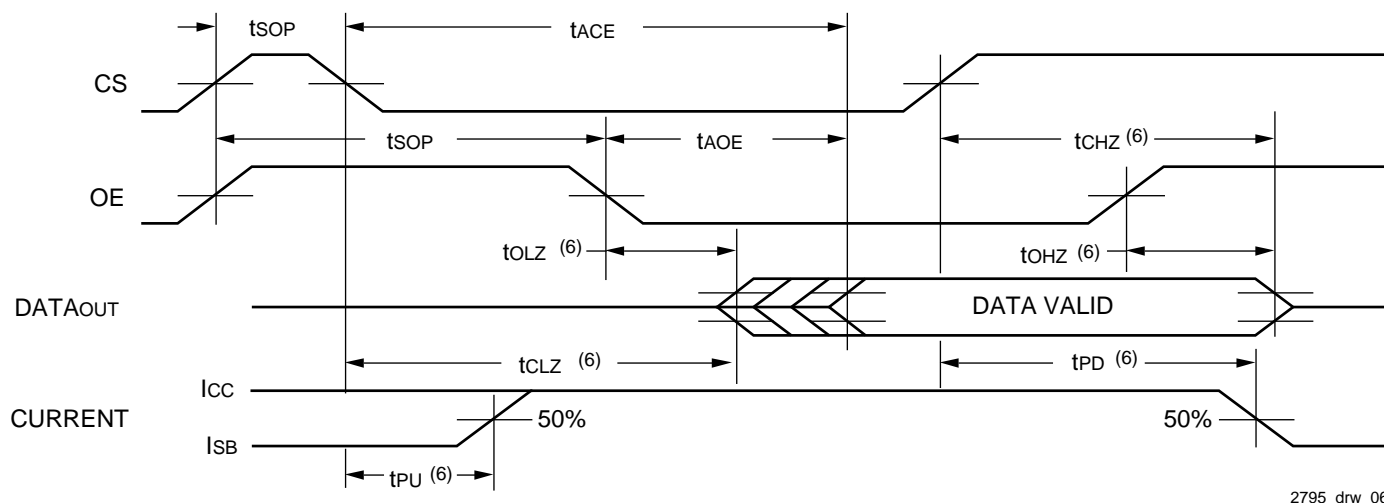 tSOP
tACE
CS
tSOP
tAOE
tCHZ (6)
OE
tOLZ (6)
tOHZ (6)
DATAOUT
DATA VALID
tCLZ (6)
tPD (6)
ICC
CURRENT
50%
50%
ISB
tPU (6)
2795 drw 06